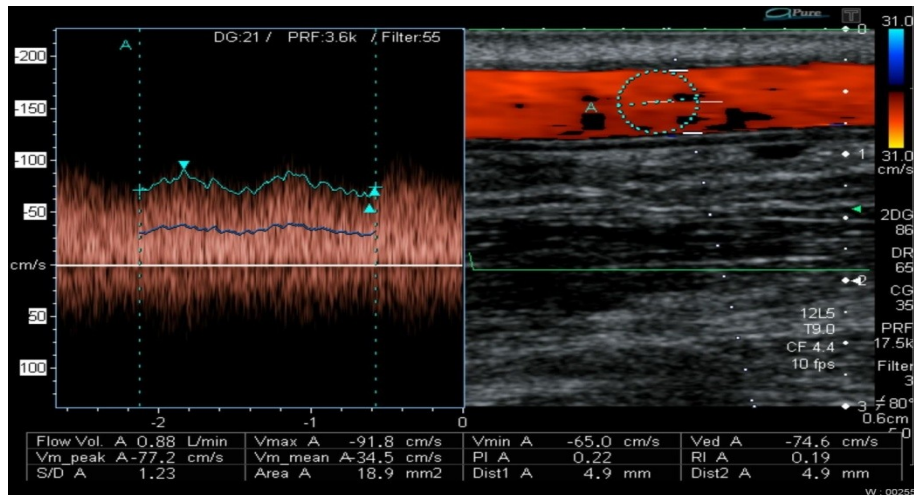 aPure T
DG:21 / PRF:3.6k / Filter:55
A
-200
-150
-100
-50
cm/s
50
100
-2
-1
0
A
0
1
2
3
31.0
31.0
cm/s
2DG
86
DR
65
CG
35
PRF
17.5k
Filter
3
80°
0.6cm
12L5
T9.0
CF 4.4
10 fps
Flow Vol. A 0.88 L/min Vmax A -91.8 cm/s Vmin A -65.0 cm/s Ved A -74.6 cm/s
Vm_peak A-77.2 cm/s Vm_mean A-34.5 cm/s PI A 0.22 RI A 0.19
S/D A 1.23 Area A 18.9 mm2 Dist1 A 4.9 mm Dist2 A 4.9 mm
W : 00255